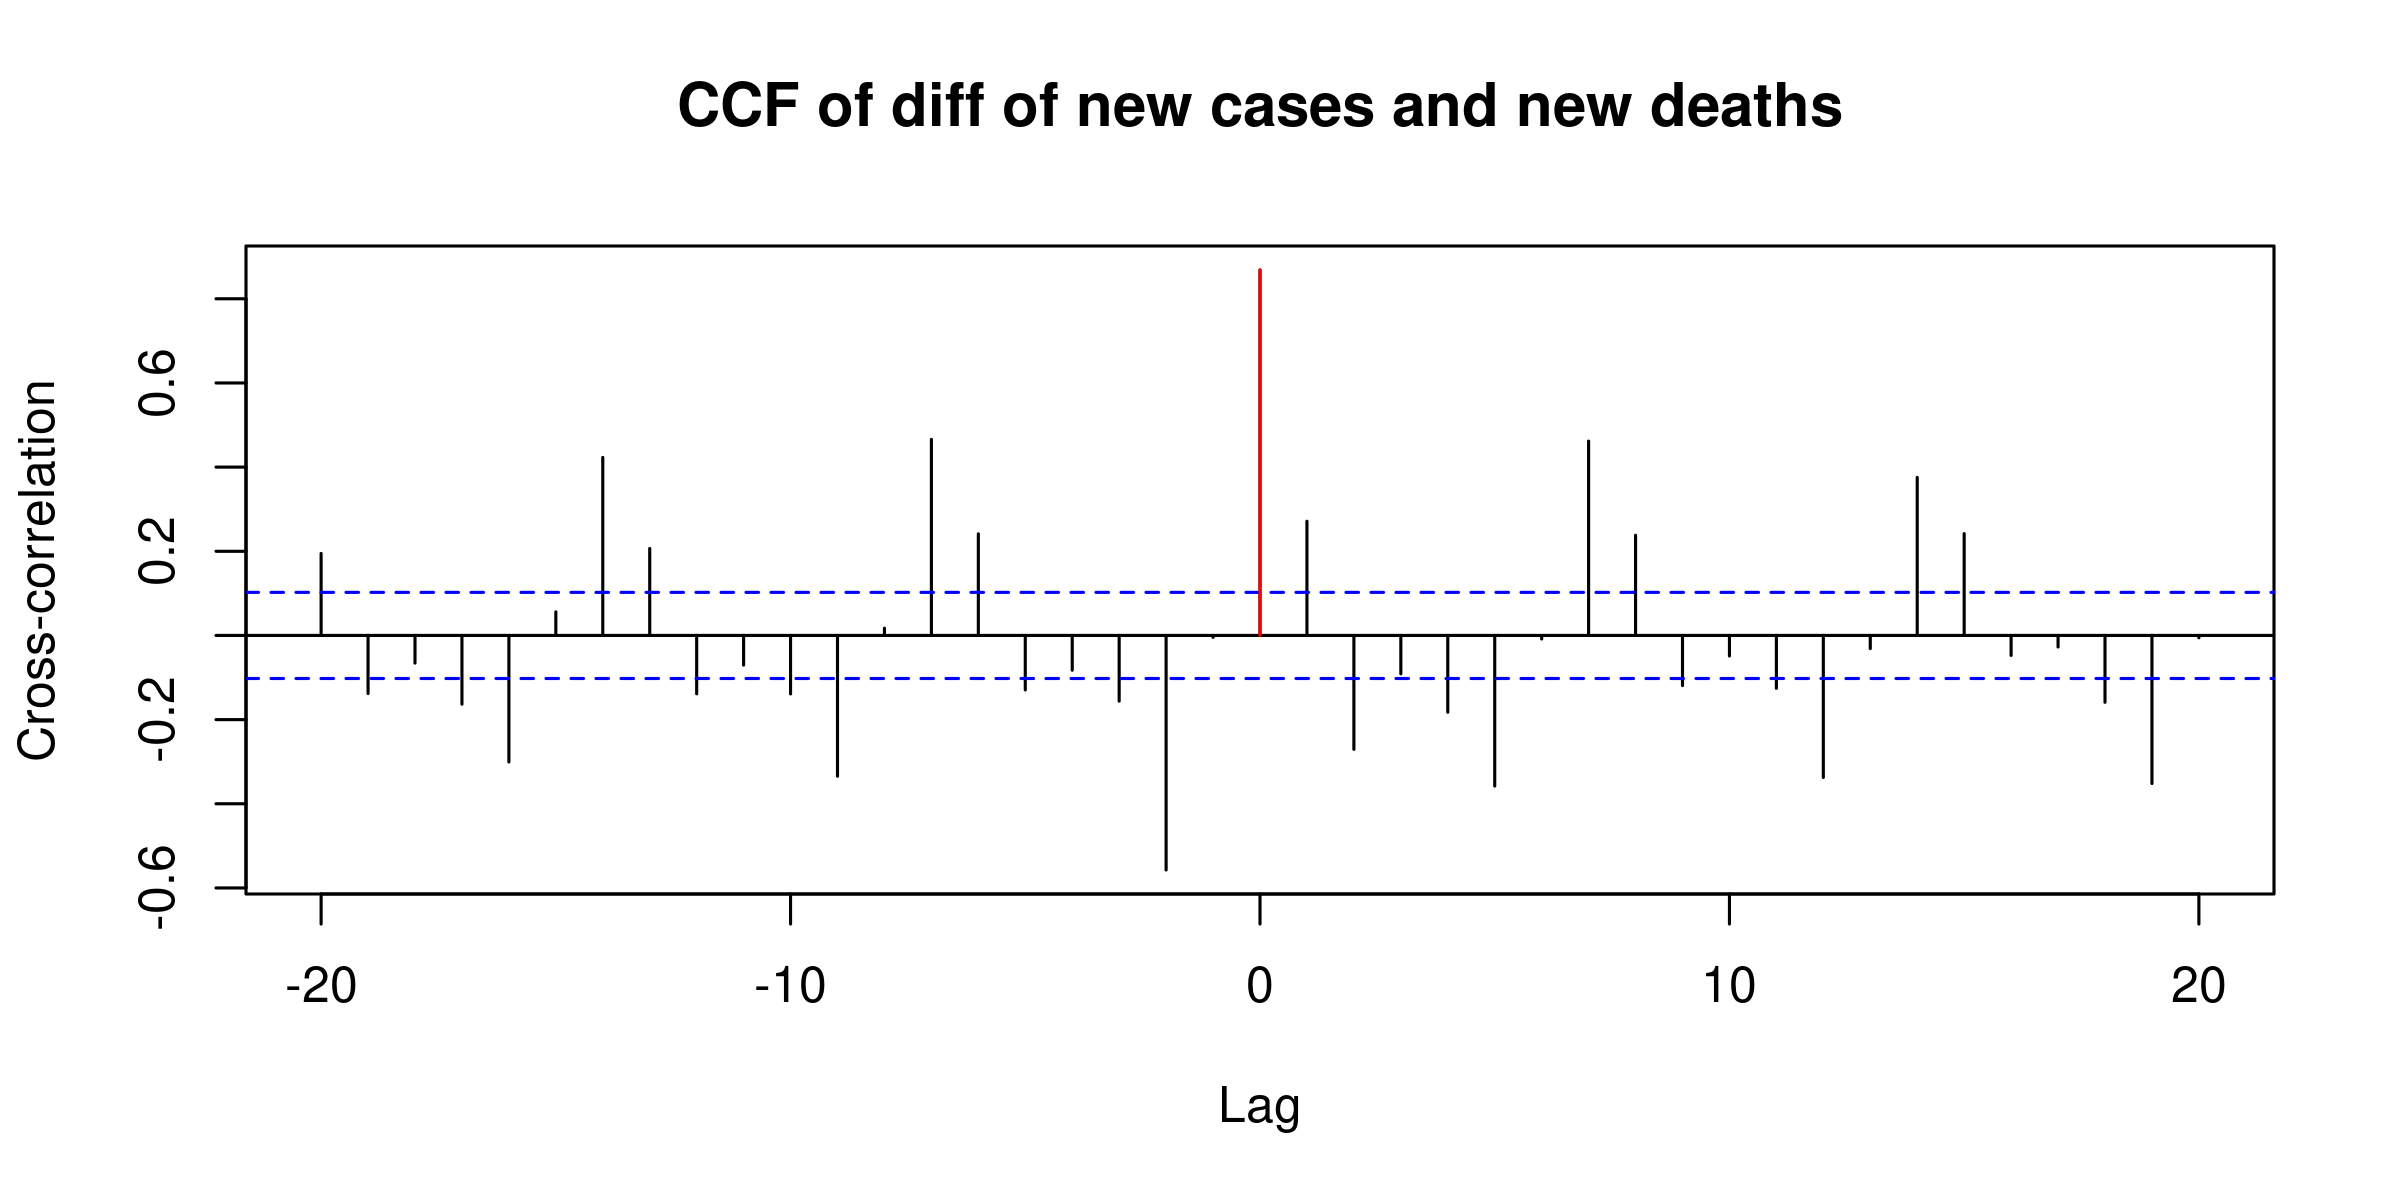 CCF of diff of new cases and new deaths
Cross-correlation
0.6
0.2
-0.2
-0.6
-20 -10 0 10 20
Lag